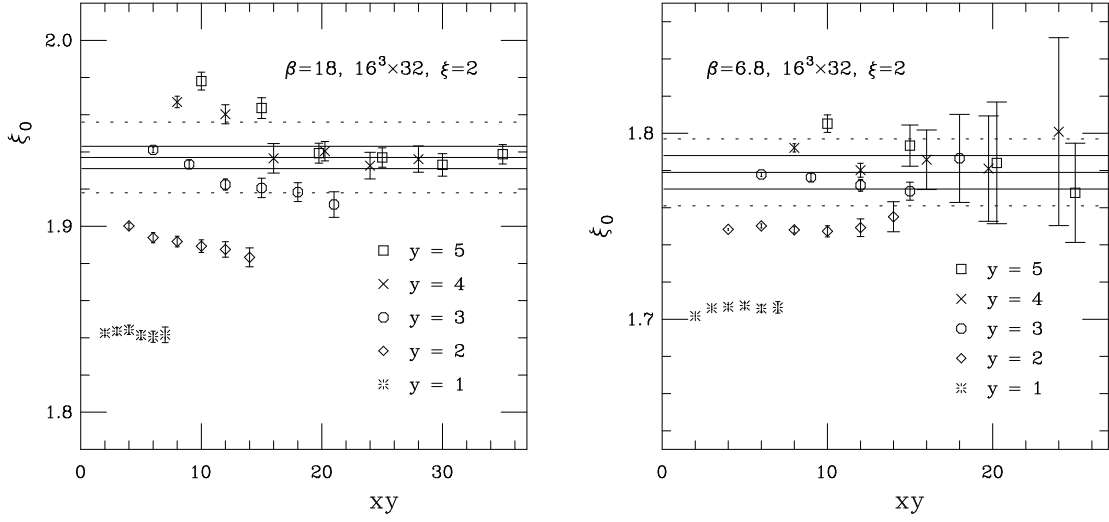 2.0
1.9
1.8
ξ₀
β=18, 16³×32, ξ=2
y = 5
y = 4
y = 3
y = 2
y = 1
0
10
20
30
xy
1.8
1.7
ξ₀
β=6.8, 16³×32, ξ=2
y = 5
y = 4
y = 3
y = 2
y = 1
0
10
20
xy